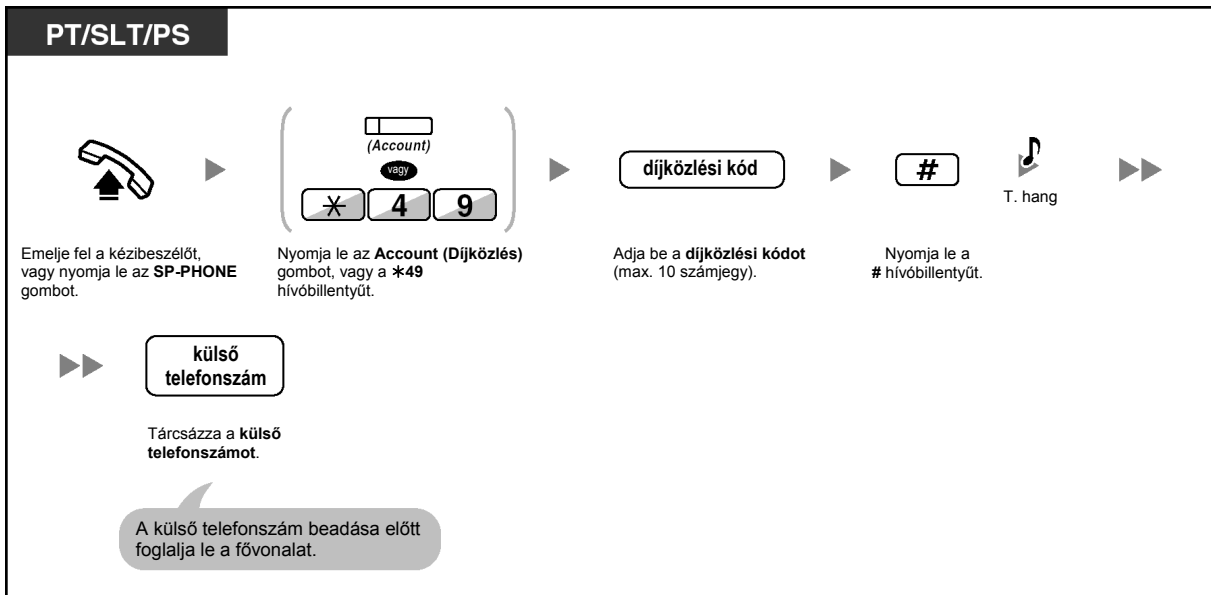 PT/SLT/PS
(Account)
vagy
* 4 9
díjközlési kód
#
T. hang
Emelje fel a kézibeszélőt,
vagy nyomja le az SP-PHONE
gombot.
Nyomja le az Account (Díjközlés)
gombot, vagy a *49
hívóbillentyűt.
Adja be a díjközlési kódot
(max. 10 számjegy).
Nyomja le a
# hívóbillentyűt.
külső
telefonszám
Tárcsázza a külső
telefonszámot.
A külső telefonszám beadása előtt
foglalja le a fővonalat.